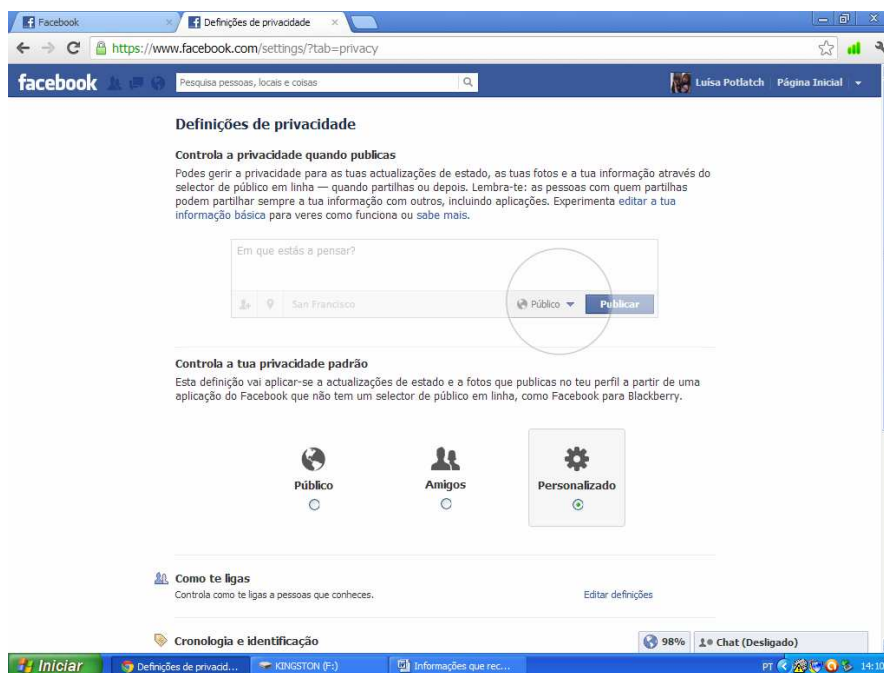 Facebook
Definições de privacidade
https://www.facebook.com/settings/?tab=privacy
facebook
Pesquisa pessoas, locais e coisas
Luísa Potlatch
Página Inicial
Definições de privacidade
Controla a privacidade quando publicas
Podes gerir a privacidade para as tuas actualizações de estado, as tuas fotos e a tua informação através do
selector de público em linha — quando partilhas ou depois. Lembra-te: as pessoas com quem partilhas
podem partilhar sempre a tua informação com outros, incluindo aplicações. Experimenta editar a tua
informação básica para veres como funciona ou sabe mais.
Em que estás a pensar?
San Francisco
Público
Publicar
Controla a tua privacidade padrão
Esta definição vai aplicar-se a actualizações de estado e a fotos que publicas no teu perfil a partir de uma
aplicação do Facebook que não tem um selector de público em linha, como Facebook para Blackberry.
Público
Amigos
Personalizado
Como te ligas
Controla como te ligas a pessoas que conheces.
Editar definições
Cronologia e identificação
98%
Chat (Desligado)
Iniciar
Definições de privacid...
KINGSTON (F:)
Informações que rec...
PT
14:10